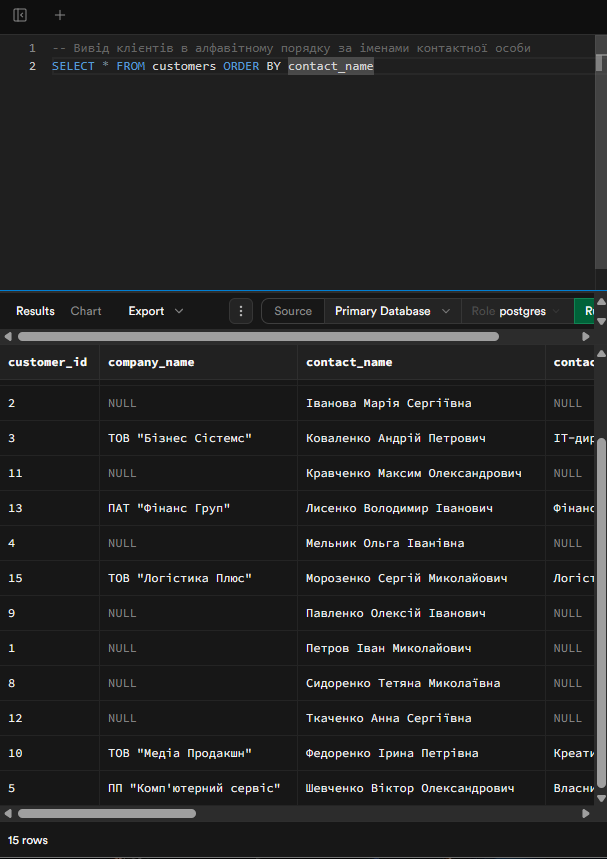 1 -- Вивід клієнтів в алфавітному порядку за іменами контактної особи
2 SELECT * FROM customers ORDER BY contact_name
Results Chart Export Source Primary Database Role postgres
customer_id company_name contact_name contac
2 NULL Іванова Марія Сергіївна NULL
3 ТОВ "Бізнес Сістемс" Коваленко Андрій Петрович ІТ-дир
11 NULL Кравченко Максим Олександрович NULL
13 ПАТ "Фінанс Груп" Лисенко Володимир Іванович Фінанс
4 NULL Мельник Ольга Іванівна NULL
15 ТОВ "Логістика Плюс" Морозенко Сергій Миколайович Логіст
9 NULL Павленко Олексій Іванович NULL
1 NULL Петров Іван Миколайович NULL
8 NULL Сидоренко Тетяна Миколаївна NULL
12 NULL Ткаченко Анна Сергіївна NULL
10 ТОВ "Медіа Продакшн" Федоренко Ірина Петрівна Креати
5 ПП "Комп'ютерний сервіс" Шевченко Віктор Олександрович Власни
15 rows